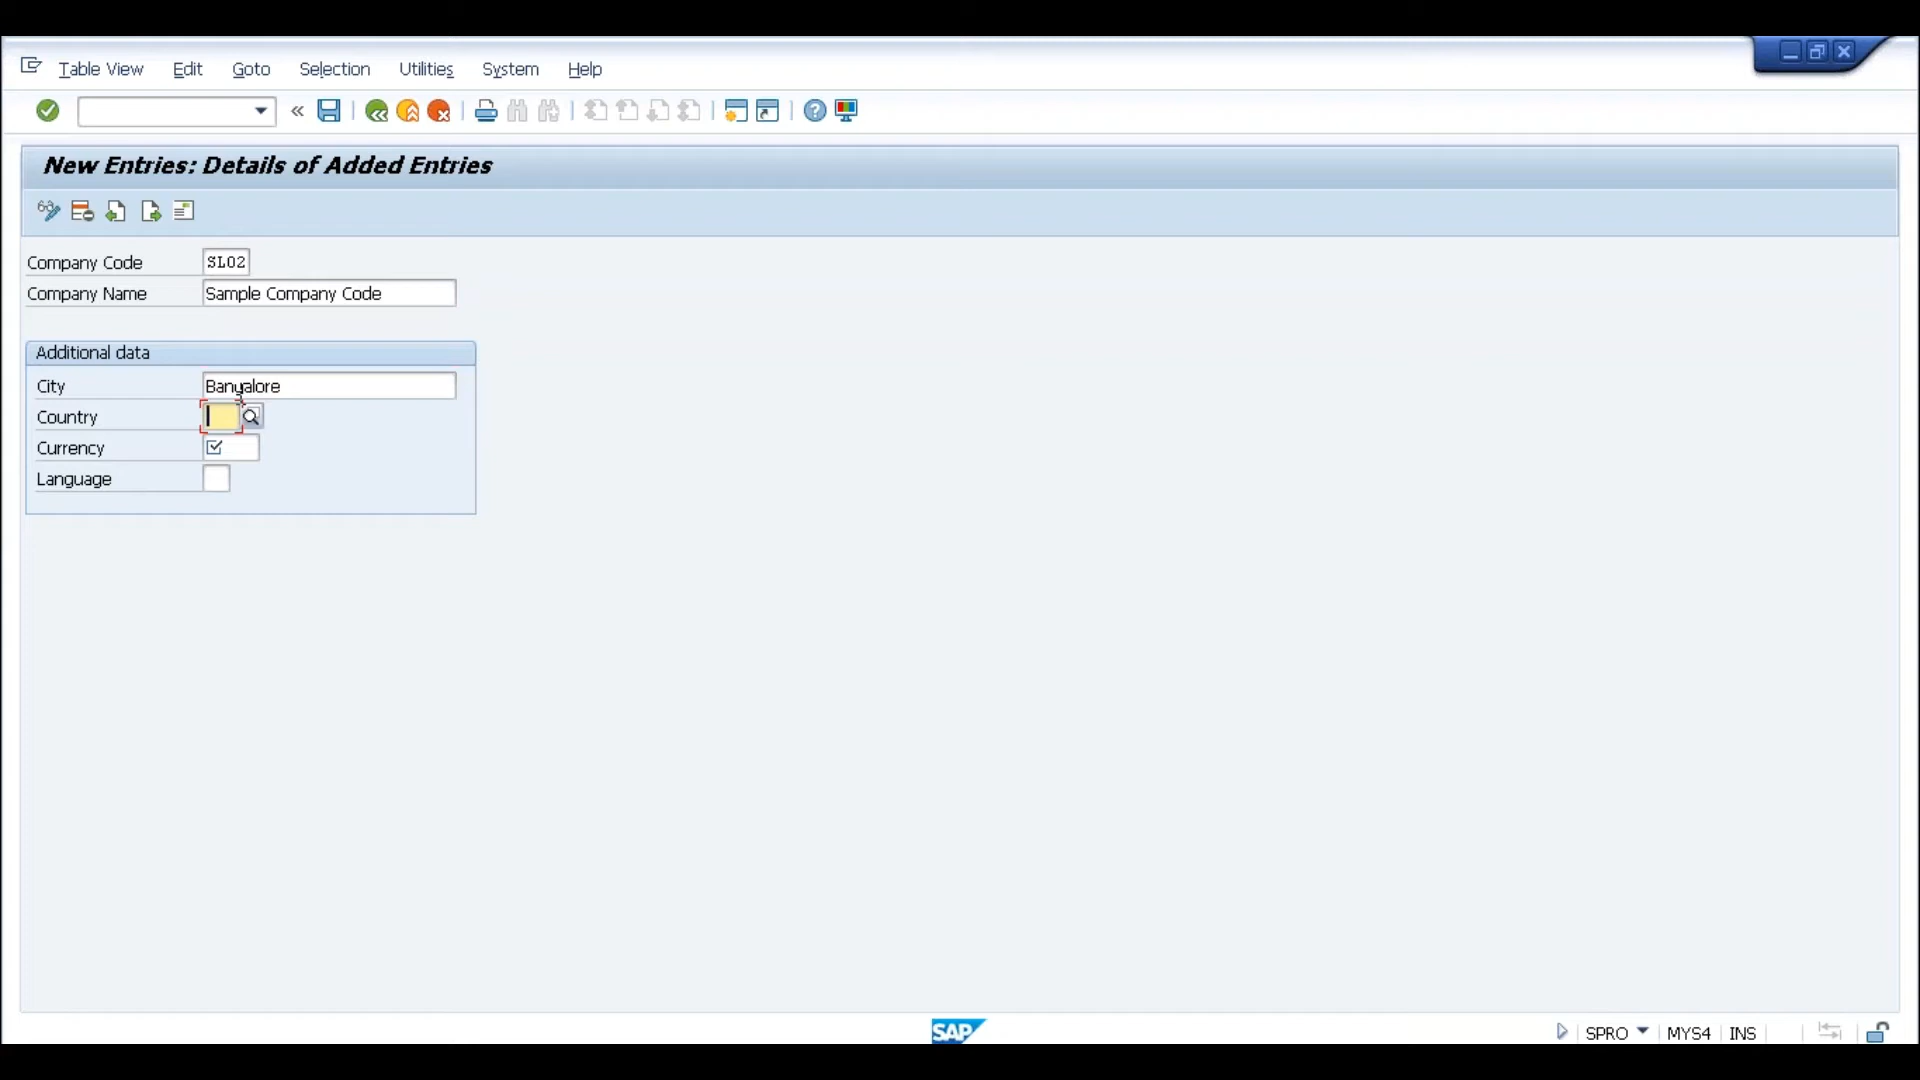 Table View Edit Goto Selection Utilities System Help
New Entries: Details of Added Entries
Company Code SL02
Company Name Sample Company Code
Additional data
City Bangalore
Country
Currency
Language
SAP SPRO MYS4 INS